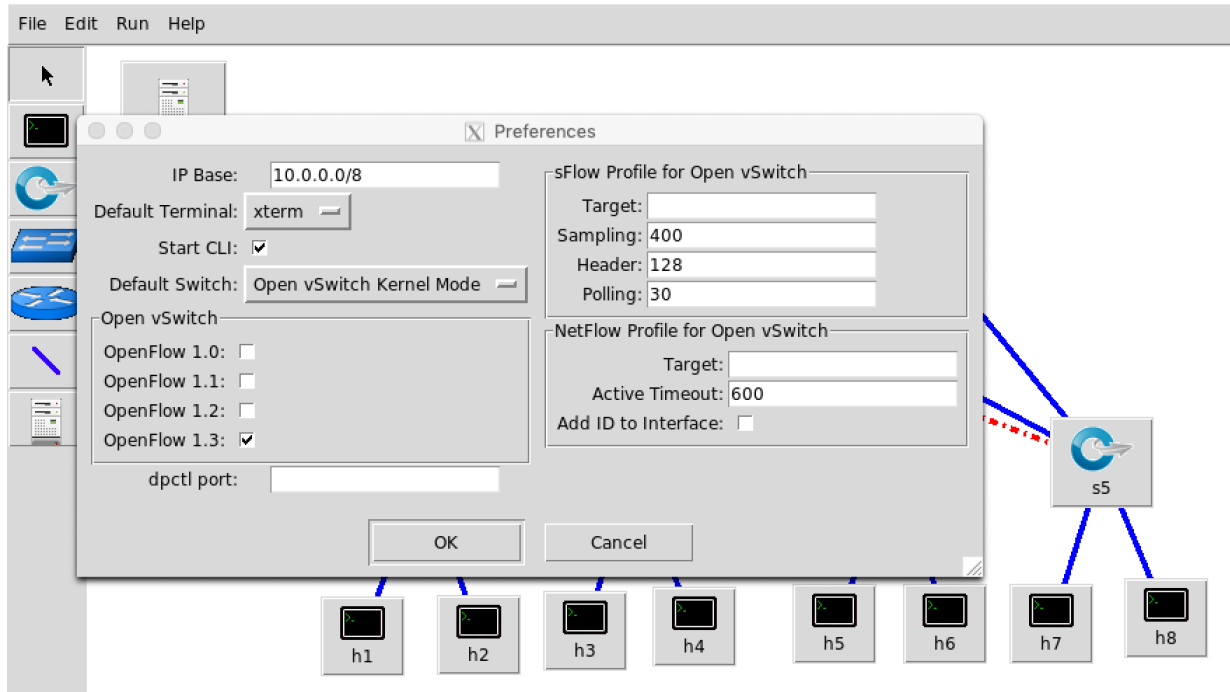 File Edit Run Help
Preferences
IP Base: 10.0.0.0/8
Default Terminal: xterm
Start CLI:
Default Switch: Open vSwitch Kernel Mode
Open vSwitch
OpenFlow 1.0:
OpenFlow 1.1:
OpenFlow 1.2:
OpenFlow 1.3:
dpctl port:
sFlow Profile for Open vSwitch
Target:
Sampling: 400
Header: 128
Polling: 30
NetFlow Profile for Open vSwitch
Target:
Active Timeout: 600
Add ID to Interface:
OK Cancel
s5
h1 h2 h3 h4 h5 h6 h7 h8